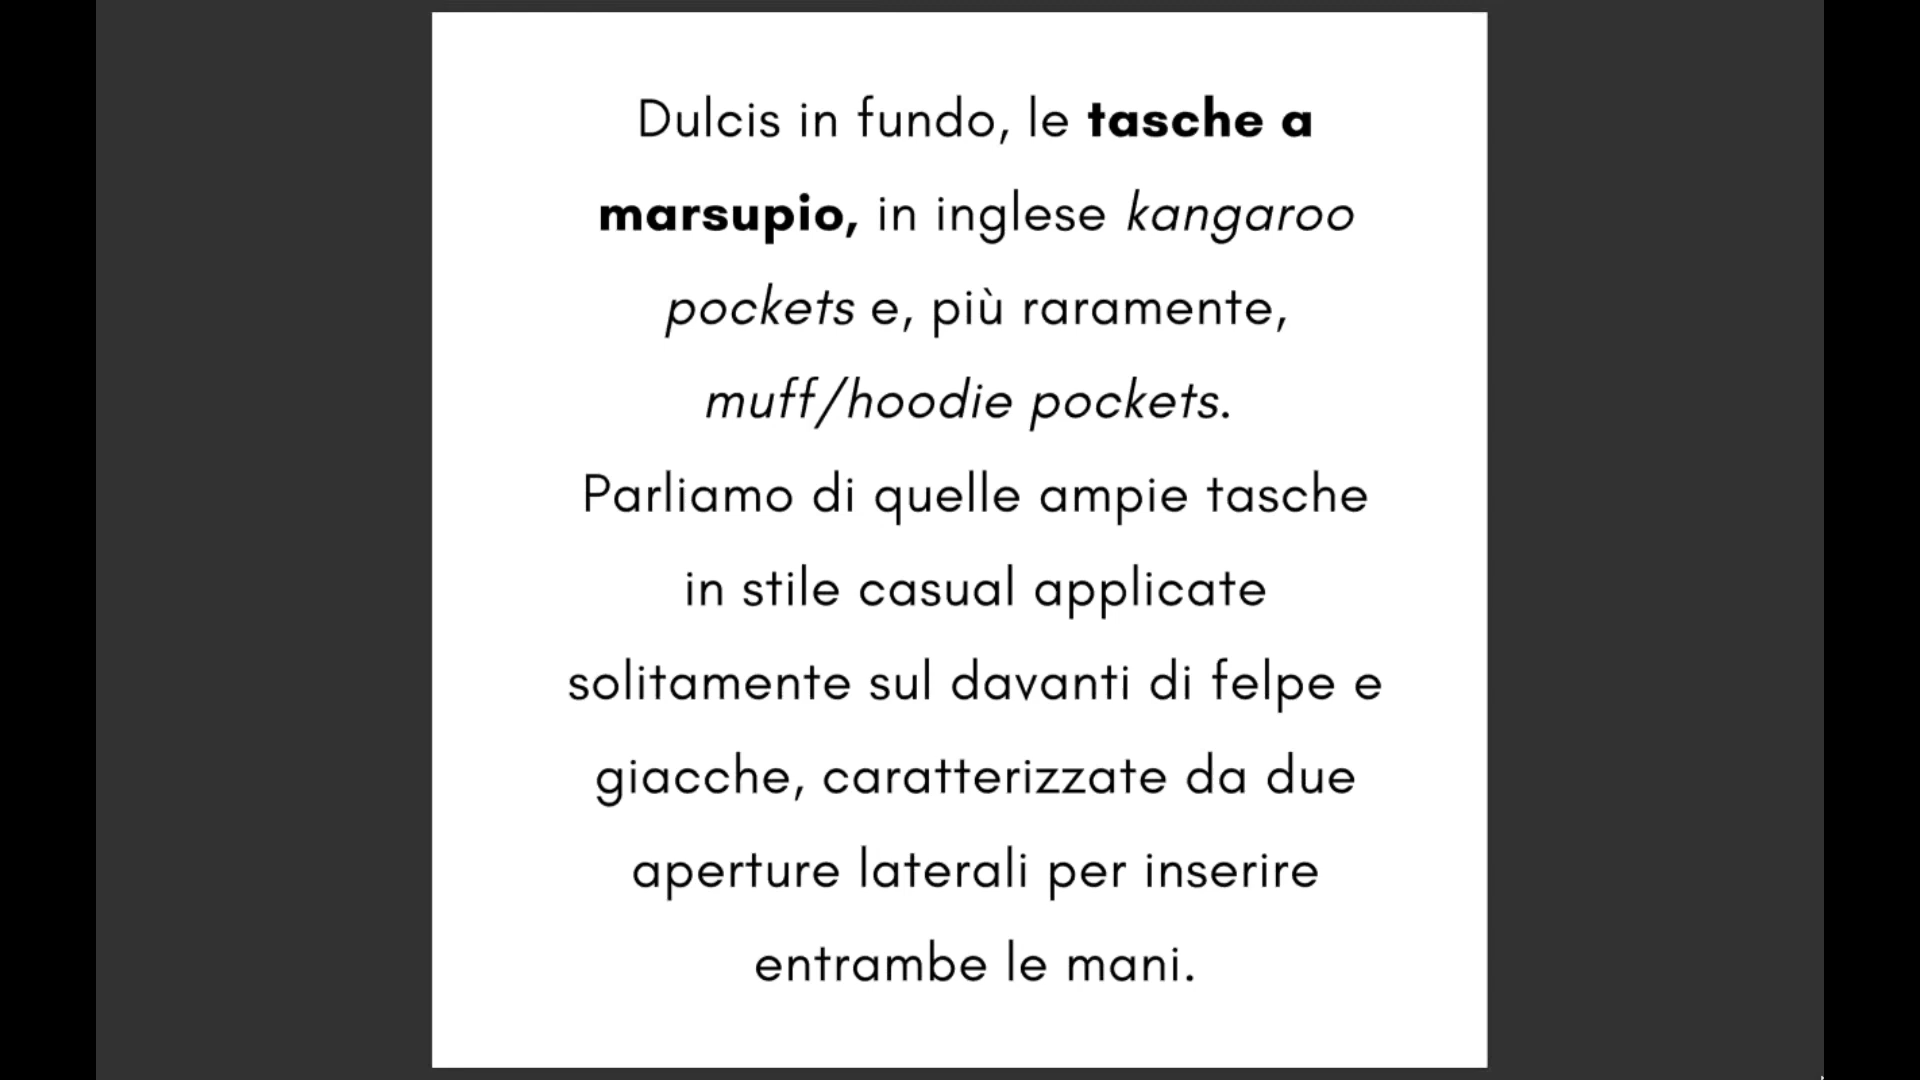 Dulcis in fundo, le tasche a
marsupio, in inglese kangaroo
pockets e, più raramente,
muff/hoodie pockets.
Parliamo di quelle ampie tasche
in stile casual applicate
solitamente sul davanti di felpe e
giacche, caratterizzate da due
aperture laterali per inserire
entrambe le mani.